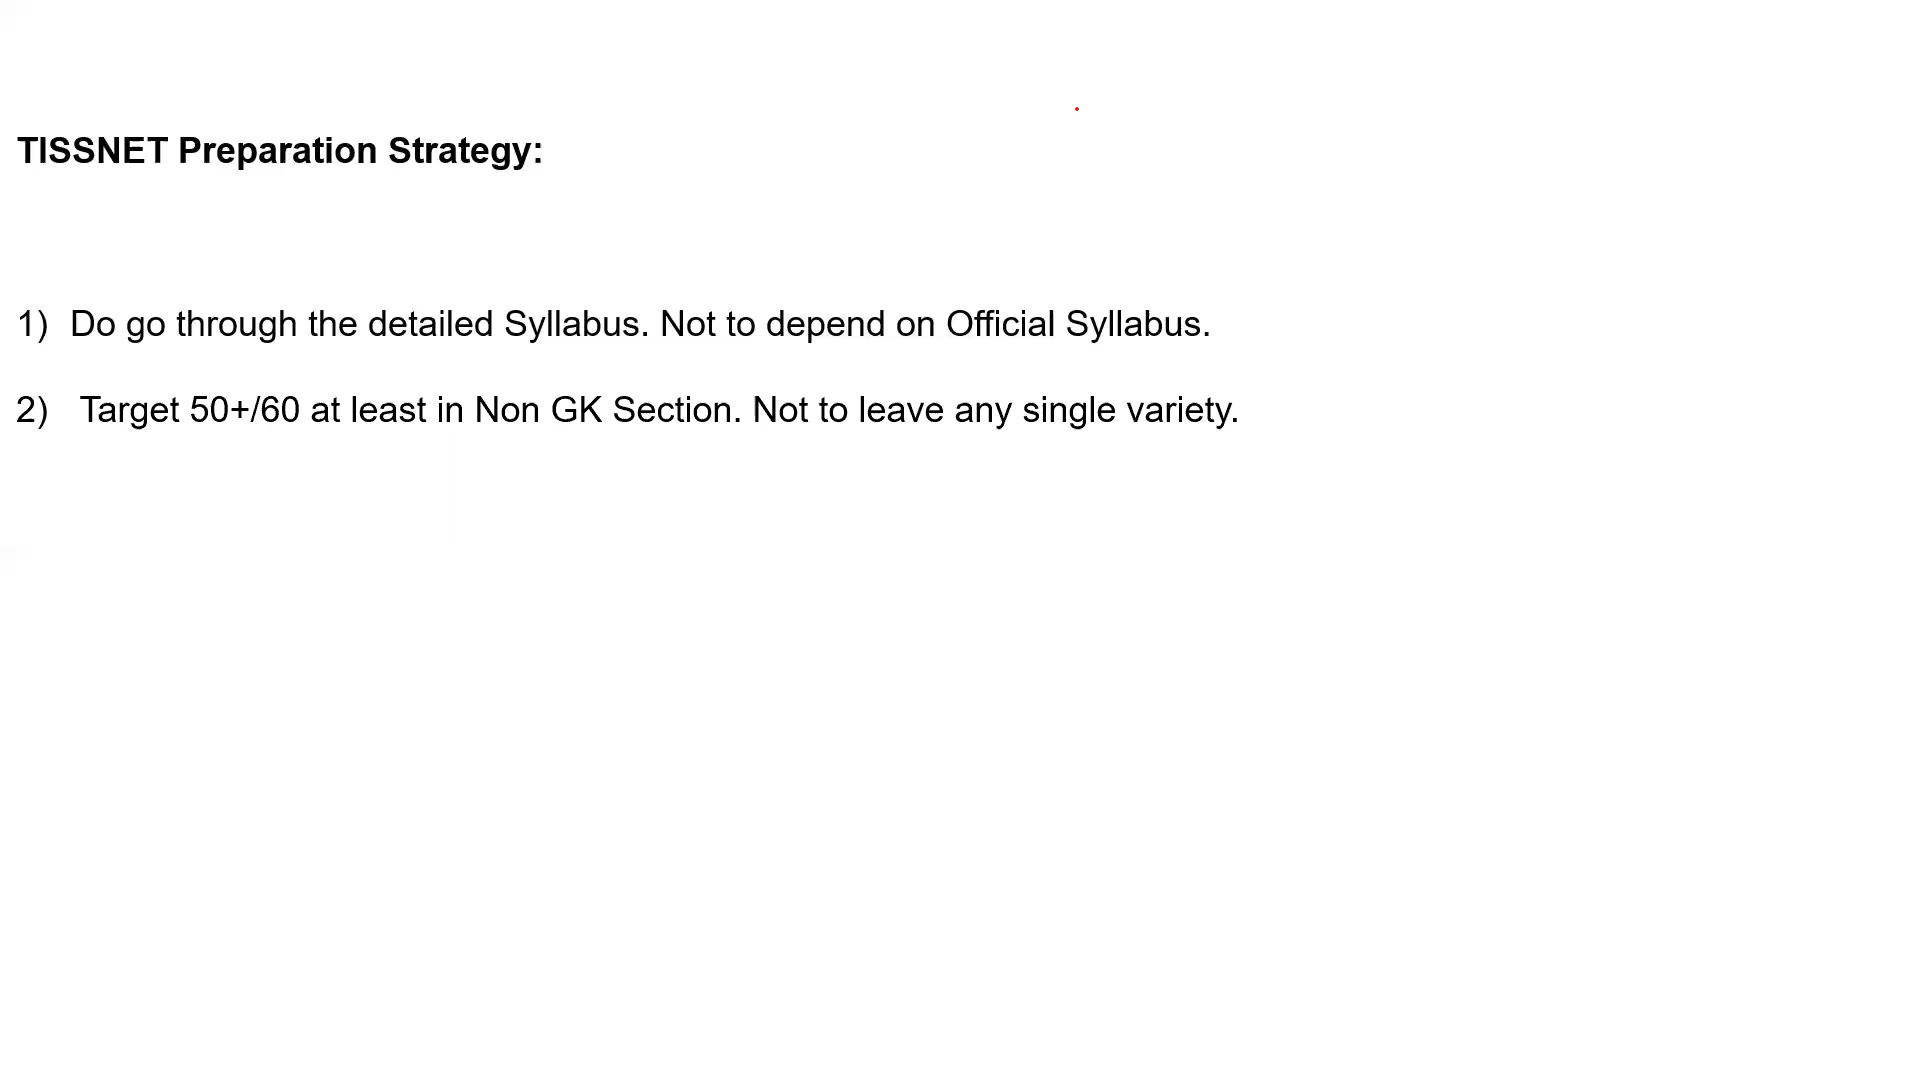 TISSNET Preparation Strategy:
1) Do go through the detailed Syllabus. Not to depend on Official Syllabus.
2) Target 50+/60 at least in Non GK Section. Not to leave any single variety.